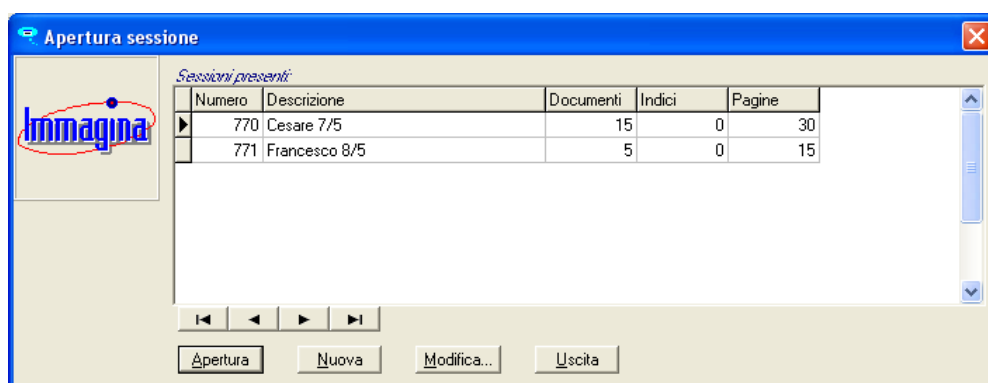 Apertura sessione
Immagina
Sessioni presenti:
Numero Descrizione Documenti Indici Pagine
770 Cesare 7/5 15 0 30
771 Francesco 8/5 5 0 15
Apertura Nuova Modifica... Uscita